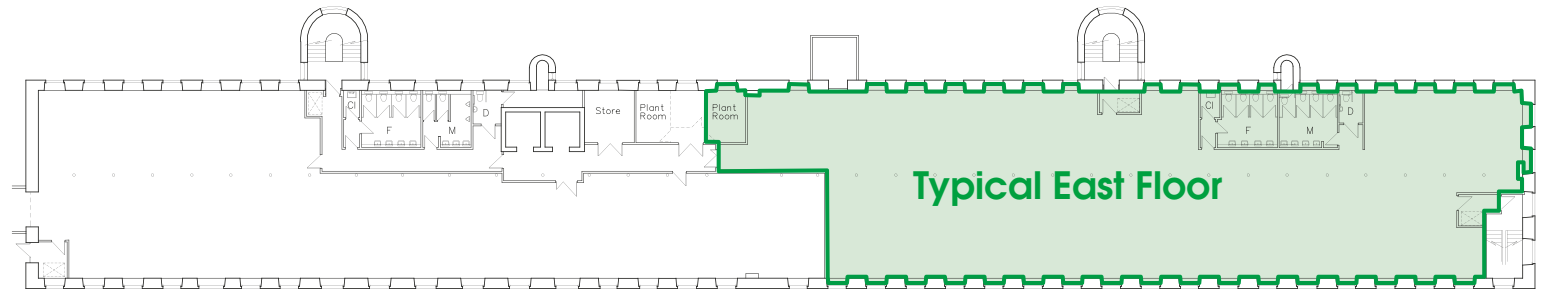 Cl
F
M
D
Store
Plant
Room
Plant
Room
Cl
F
M
D
Typical East Floor